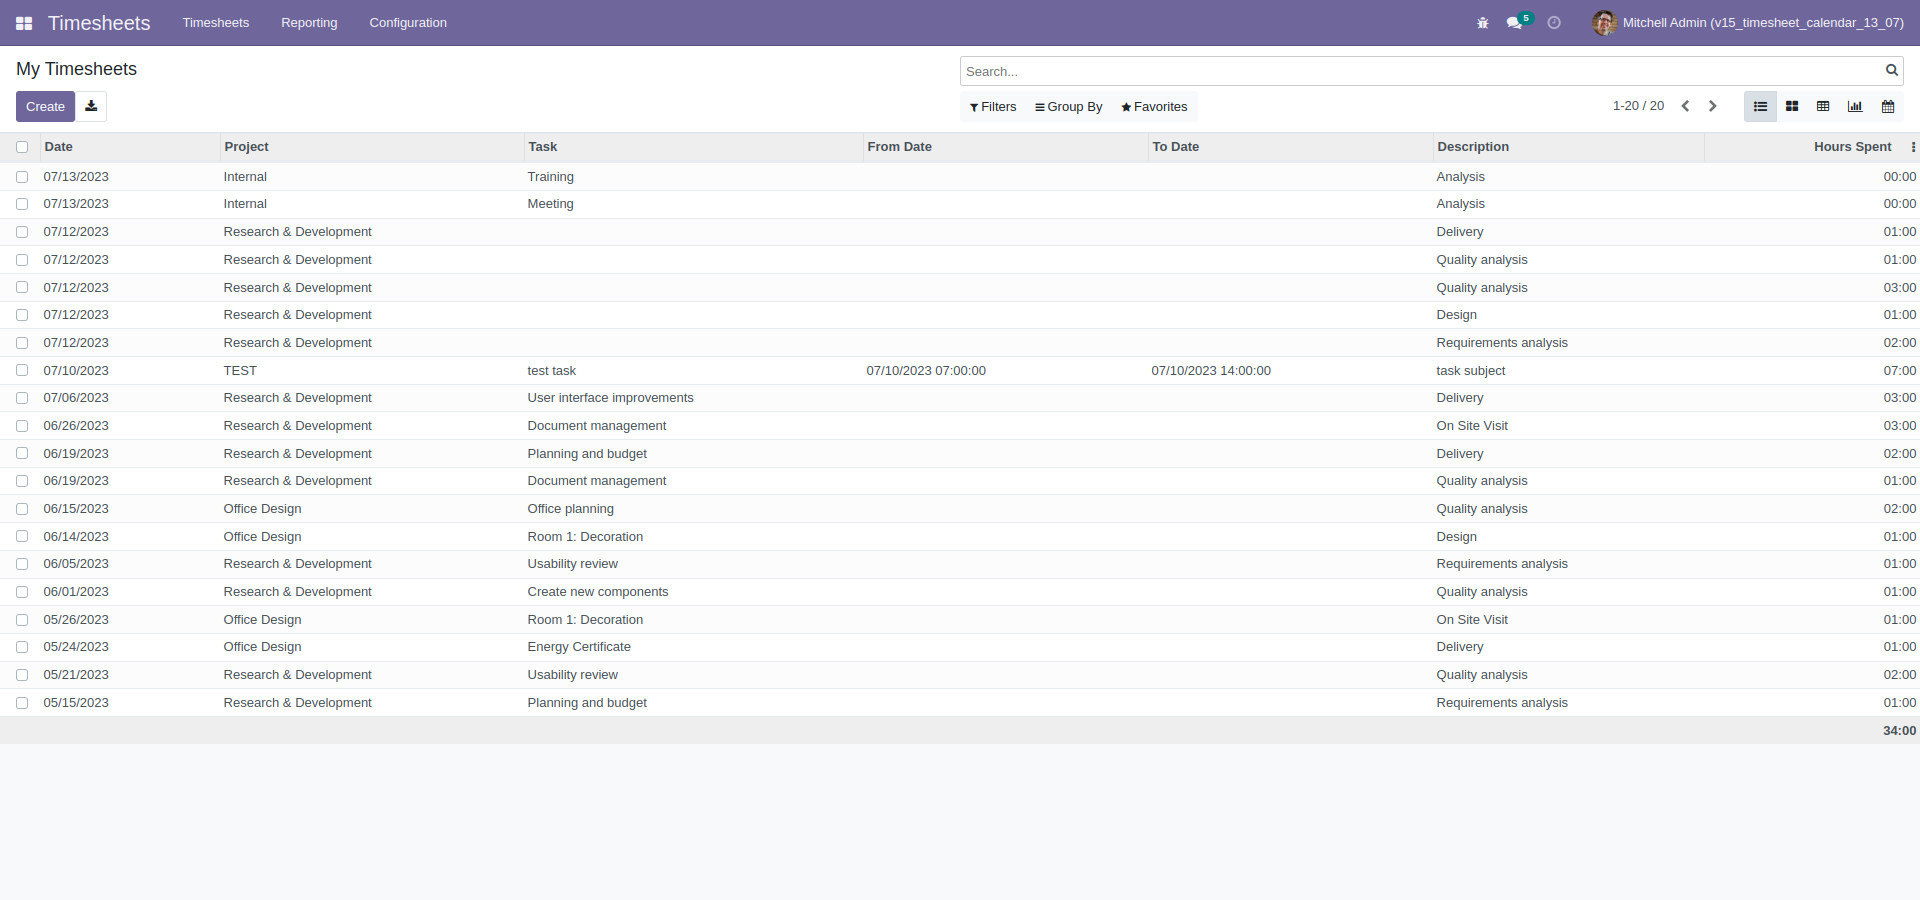 Timesheets Timesheets Reporting Configuration 5 Mitchell Admin (v15_timesheet_calendar_13_07)
My Timesheets Search...
Create Filters Group By Favorites 1-20 / 20
Date Project Task From Date To Date Description Hours Spent
07/13/2023 Internal Training Analysis 00:00
07/13/2023 Internal Meeting Analysis 00:00
07/12/2023 Research & Development Delivery 01:00
07/12/2023 Research & Development Quality analysis 01:00
07/12/2023 Research & Development Quality analysis 03:00
07/12/2023 Research & Development Design 01:00
07/12/2023 Research & Development Requirements analysis 02:00
07/10/2023 TEST test task 07/10/2023 07:00:00 07/10/2023 14:00:00 task subject 07:00
07/06/2023 Research & Development User interface improvements Delivery 03:00
06/26/2023 Research & Development Document management On Site Visit 03:00
06/19/2023 Research & Development Planning and budget Delivery 02:00
06/19/2023 Research & Development Document management Quality analysis 01:00
06/15/2023 Office Design Office planning Quality analysis 02:00
06/14/2023 Office Design Room 1: Decoration Design 01:00
06/05/2023 Research & Development Usability review Requirements analysis 01:00
06/01/2023 Research & Development Create new components Quality analysis 01:00
05/26/2023 Office Design Room 1: Decoration On Site Visit 01:00
05/24/2023 Office Design Energy Certificate Delivery 01:00
05/21/2023 Research & Development Usability review Quality analysis 02:00
05/15/2023 Research & Development Planning and budget Requirements analysis 01:00
34:00